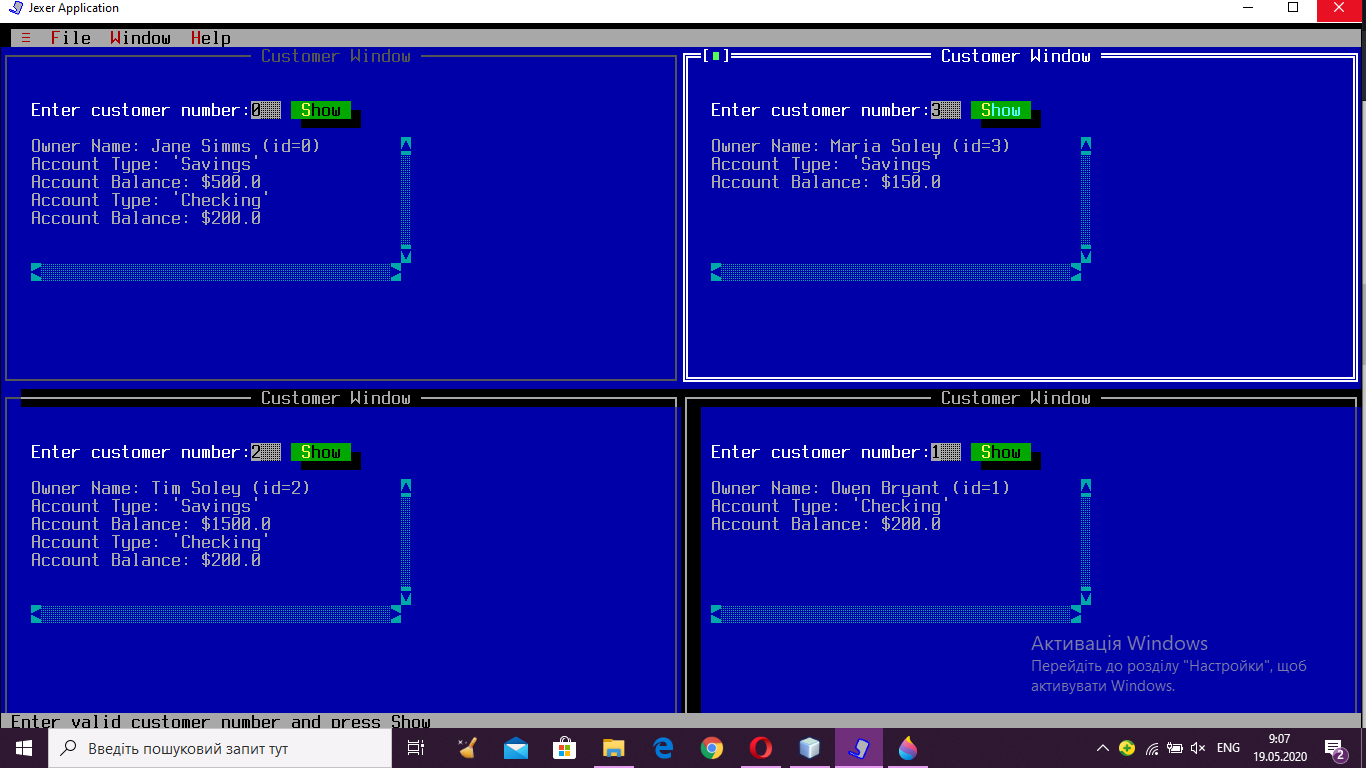 Jexer Application
File Window Help
Customer Window
Enter customer number:0 Show
Owner Name: Jane Simms (id=0)
Account Type: 'Savings'
Account Balance: $500.0
Account Type: 'Checking'
Account Balance: $200.0
Customer Window
Enter customer number:3 Show
Owner Name: Maria Soley (id=3)
Account Type: 'Savings'
Account Balance: $150.0
Customer Window
Enter customer number:2 Show
Owner Name: Tim Soley (id=2)
Account Type: 'Savings'
Account Balance: $1500.0
Account Type: 'Checking'
Account Balance: $200.0
Customer Window
Enter customer number:1 Show
Owner Name: Owen Bryant (id=1)
Account Type: 'Checking'
Account Balance: $200.0
Активація Windows
Перейдіть до розділу "Настройки", щоб
активувати Windows.
Enter valid customer number and press Show
Введіть пошуковий запит тут
ENG
9:07
19.05.2020
2